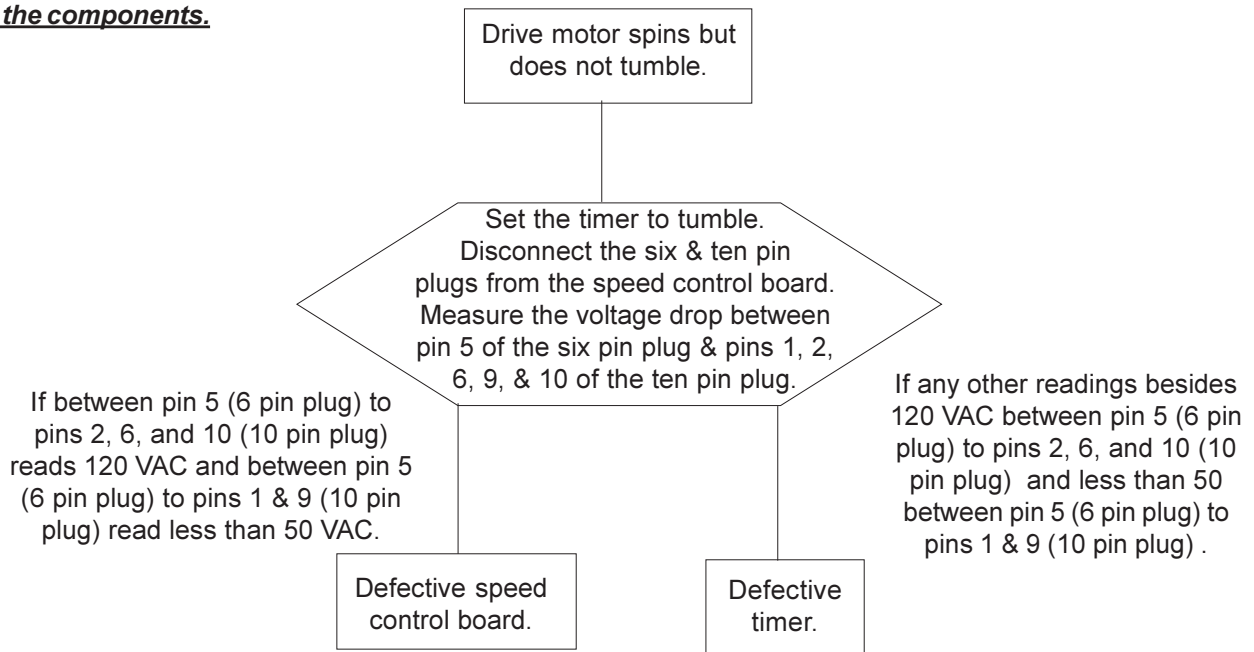 the components.
Drive motor spins but
does not tumble.
Set the timer to tumble.
Disconnect the six & ten pin
plugs from the speed control board.
Measure the voltage drop between
pin 5 of the six pin plug & pins 1, 2,
6, 9, & 10 of the ten pin plug.
If between pin 5 (6 pin plug) to
pins 2, 6, and 10 (10 pin plug)
reads 120 VAC and between pin 5
(6 pin plug) to pins 1 & 9 (10 pin
plug) read less than 50 VAC.
If any other readings besides
120 VAC between pin 5 (6 pin
plug) to pins 2, 6, and 10 (10
pin plug)  and less than 50
between pin 5 (6 pin plug) to
pins 1 & 9 (10 pin plug) .
Defective speed
control board.
Defective
timer.